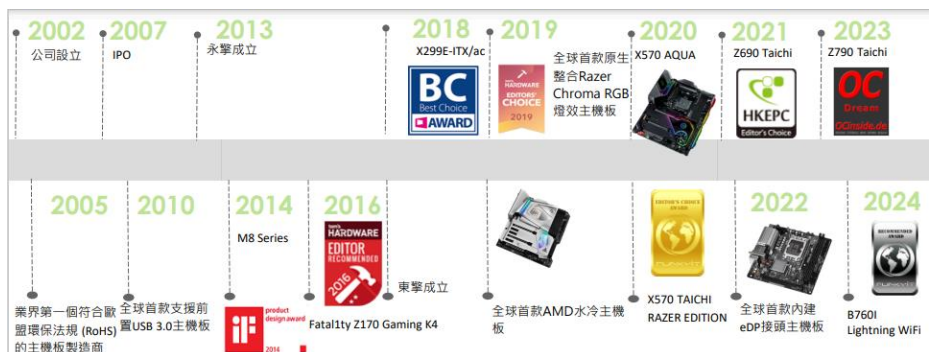 2002
公司設立
2007
IPO
2013
永擎成立
2018
X299E-ITX/ac
BC
Best Choice
AWARD
2019
HARDWARE
EDITORS'
CHOICE
2019
全球首款原生
整合Razer
Chroma RGB
燈效主機板
2020
X570 AQUA
2021
Z690 Taichi
HKEPC
Editor's Choice
2023
Z790 Taichi
OC
Dream
OCinside.de
2005
業界第一個符合歐
盟環保法規 (RoHS)
的主機板製造商
2010
全球首款支援前
置USB 3.0主機板
2014
M8 Series
product
design award
2014
2016
tom's
HARDWARE
EDITOR
RECOMMENDED
2016
Fatal1ty Z170 Gaming K4
東擎成立
全球首款AMD水冷主機
板
EDITOR'S CHOICE
AWARD
X570 TAICHI
RAZER EDITION
2022
全球首款內建
eDP接頭主機板
2024
RECOMMENDED
AWARD
B760I
Lightning WiFi